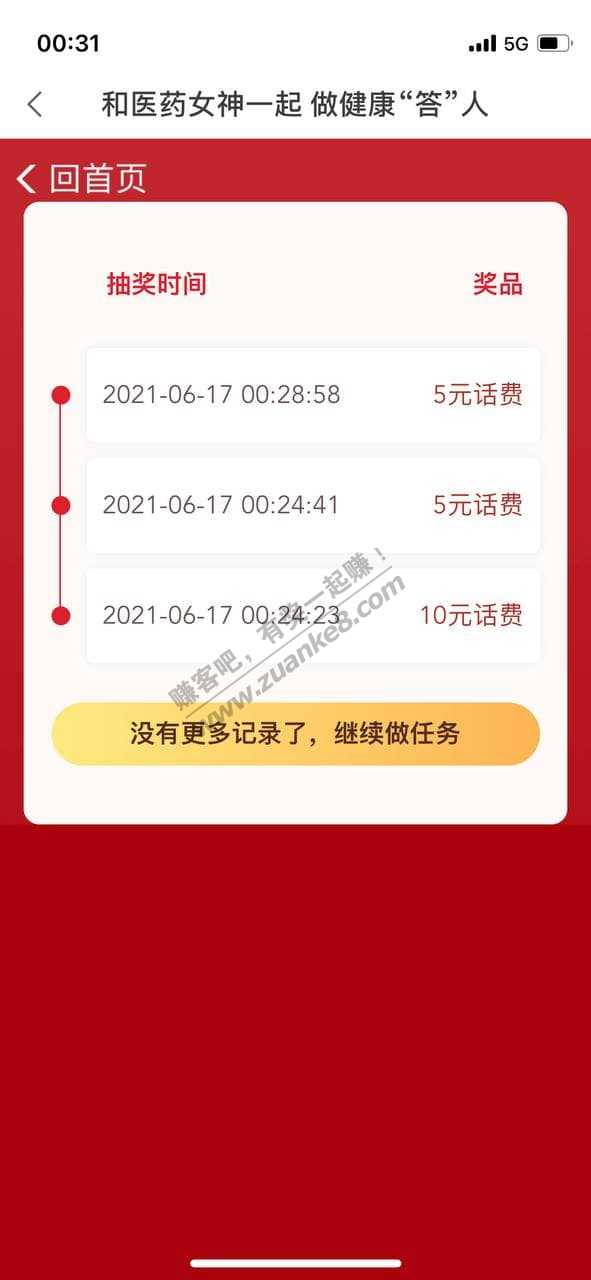 00:31
5G
和医药女神一起 做健康“答”人
回首页
抽奖时间 奖品
2021-06-17 00:28:58 5元话费
2021-06-17 00:24:41 5元话费
2021-06-17 00:24:23 10元话费
赚客吧，有奖一起赚！
www.zuanke8.com
没有更多记录了，继续做任务